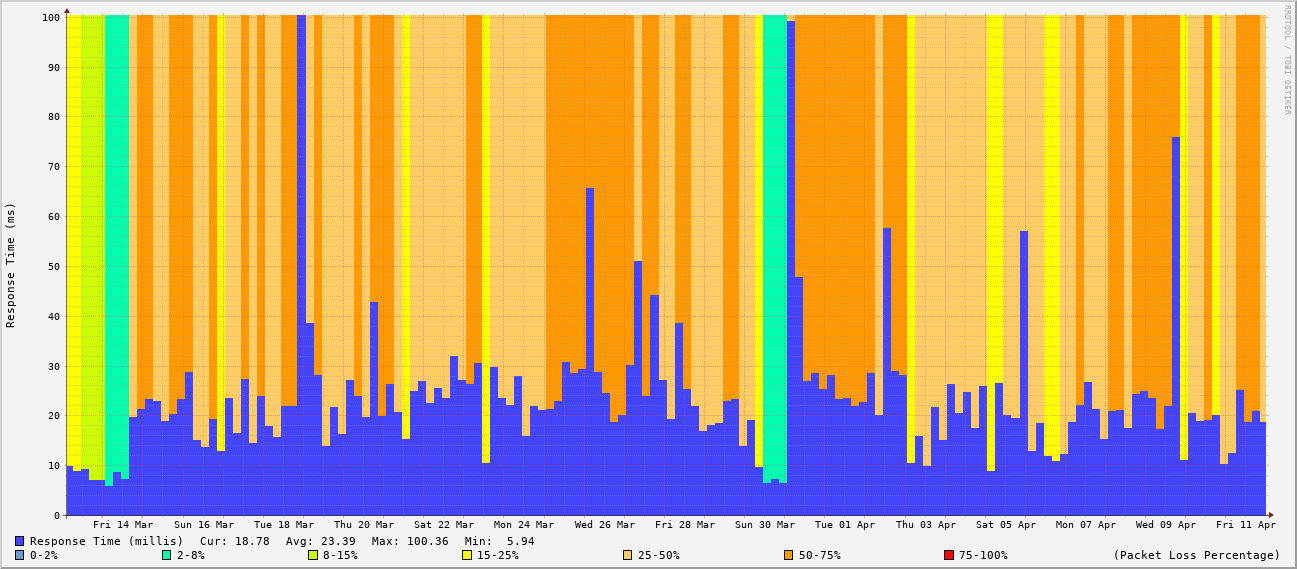 RRDTOOL / TOBI OETIKER
Response Time (ms)
100
90
80
70
60
50
40
30
20
10
0
Fri 14 Mar Sun 16 Mar Tue 18 Mar Thu 20 Mar Sat 22 Mar Mon 24 Mar Wed 26 Mar Fri 28 Mar Sun 30 Mar Tue 01 Apr Thu 03 Apr Sat 05 Apr Mon 07 Apr Wed 09 Apr Fri 11 Apr
Response Time (millis) Cur: 18.78 Avg: 23.39 Max: 100.36 Min: 5.94
0-2% 2-8% 8-15% 15-25% 25-50% 50-75% 75-100% (Packet Loss Percentage)